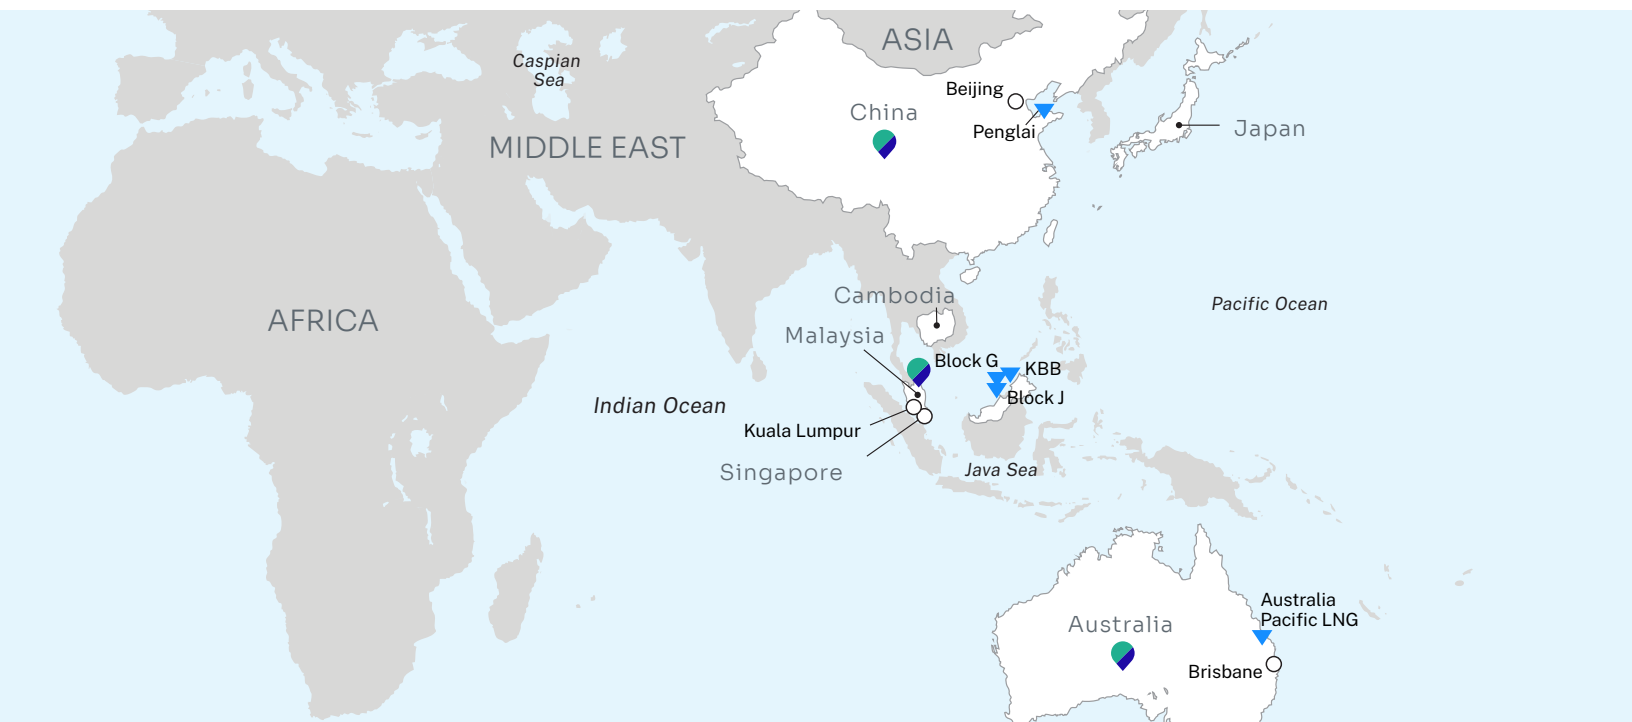 ASIA
Caspian
Sea
Beijing
China
Penglai
Japan
MIDDLE EAST
Cambodia
Pacific Ocean
AFRICA
Malaysia
Block G
KBB
Block J
Indian Ocean
Kuala Lumpur
Singapore
Java Sea
Australia
Pacific LNG
Australia
Brisbane